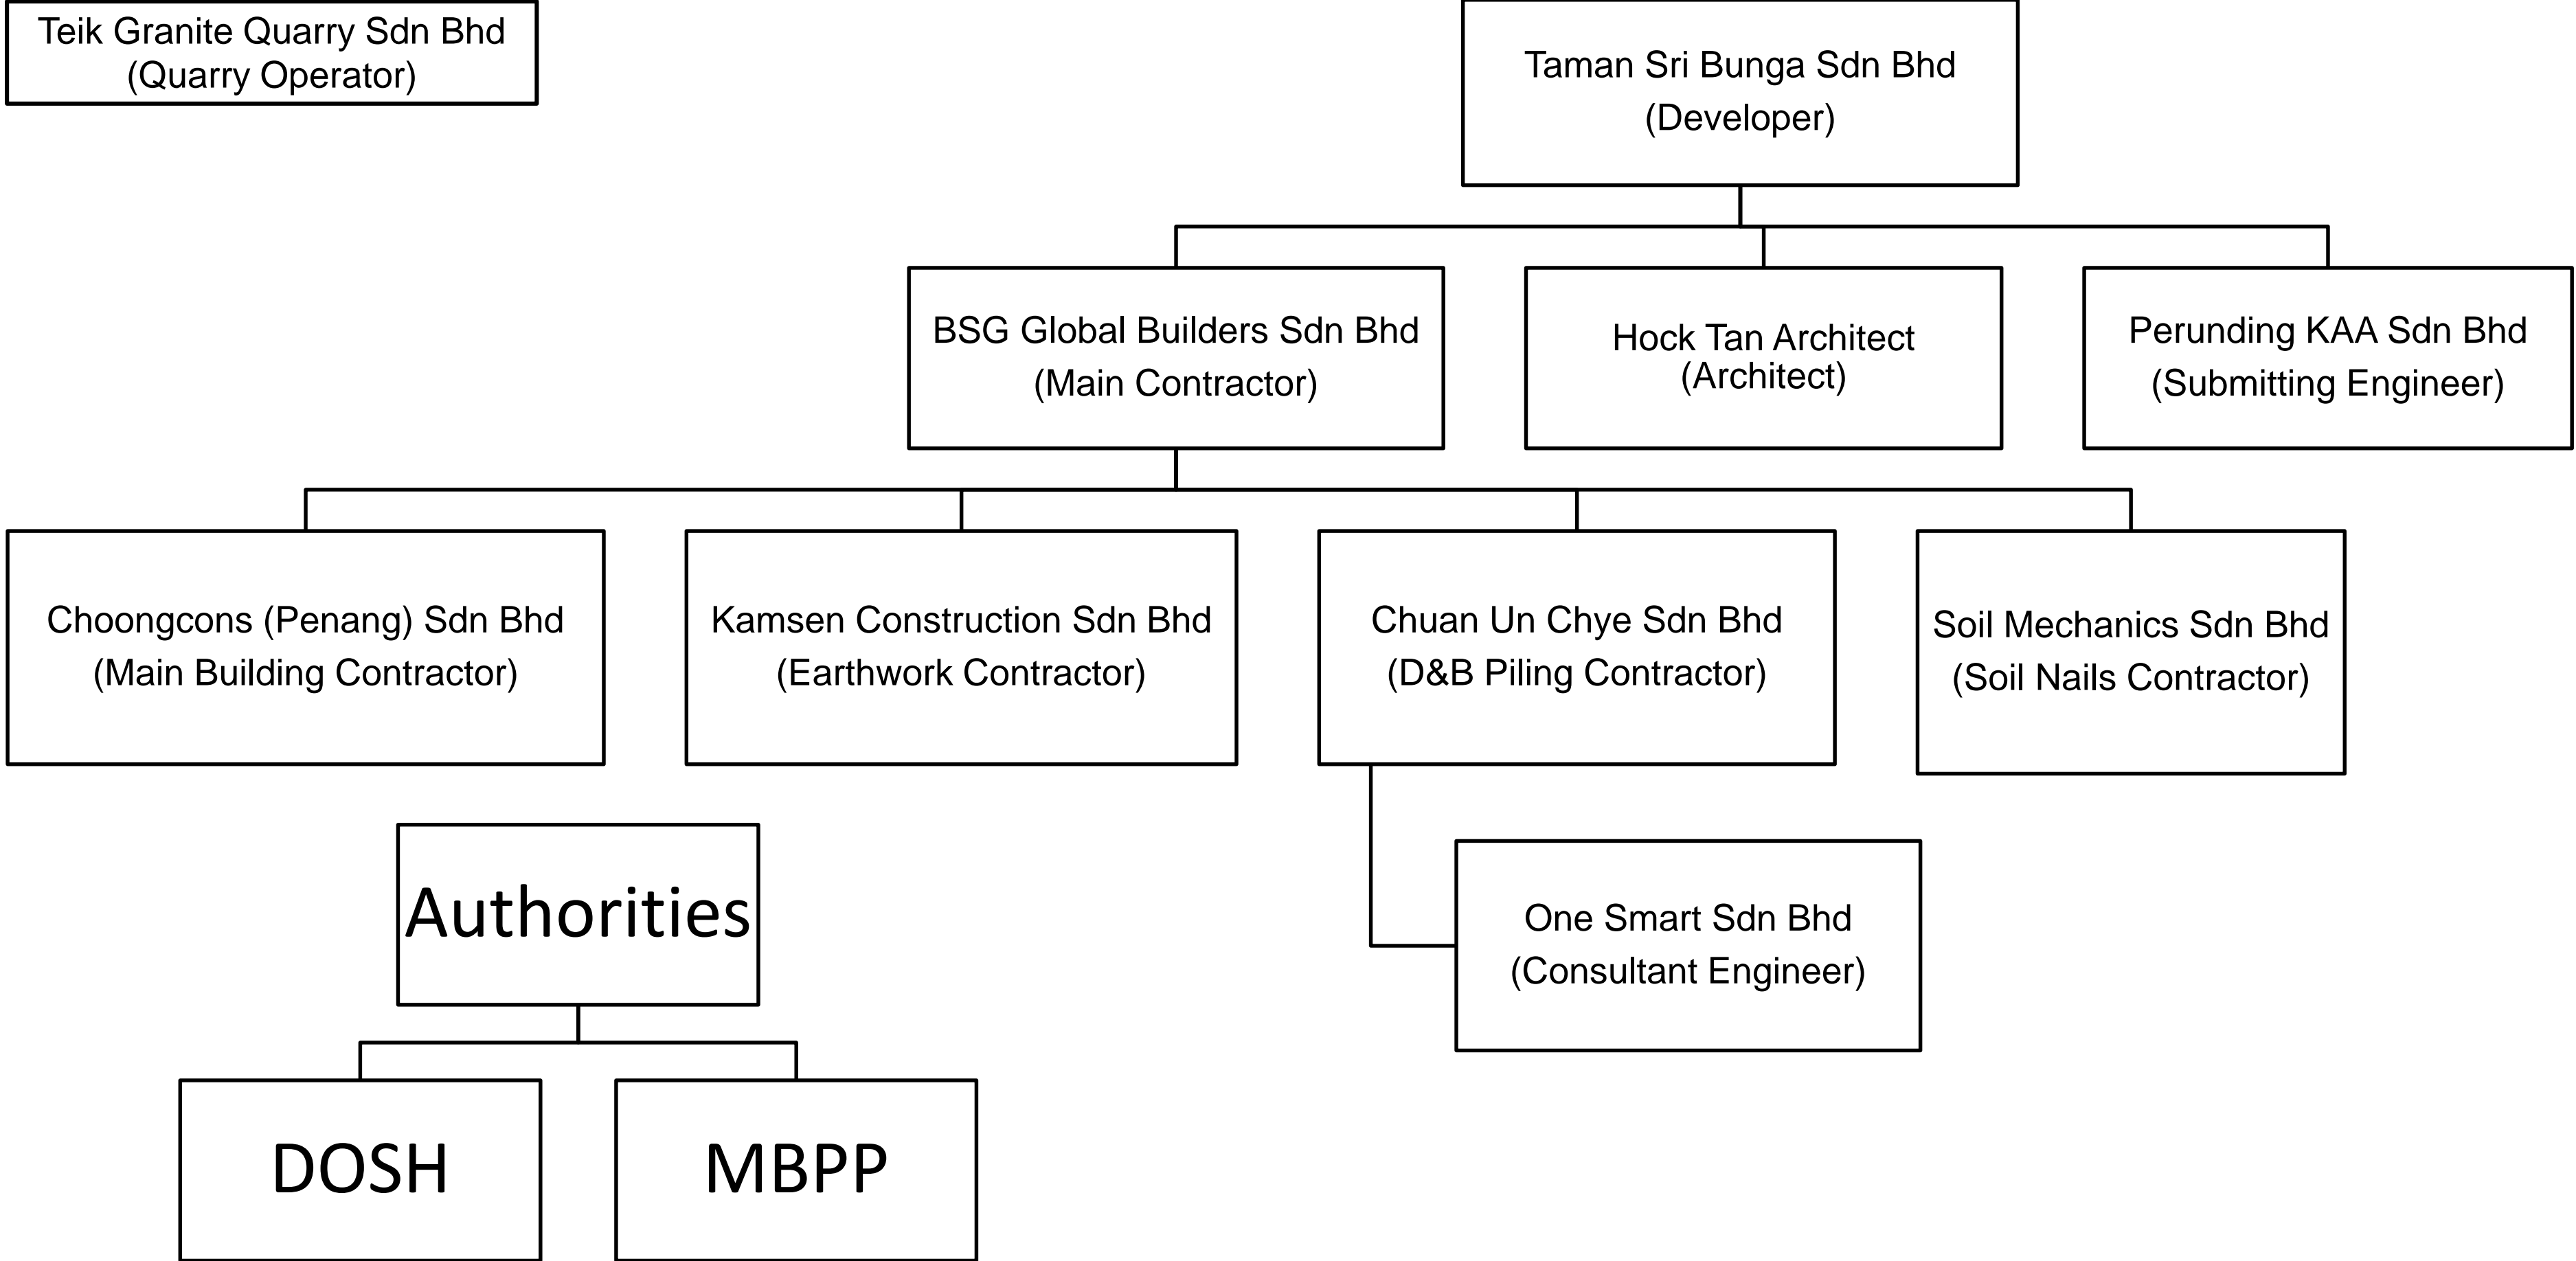 Teik Granite Quarry Sdn Bhd
(Quarry Operator)
Taman Sri Bunga Sdn Bhd
(Developer)
BSG Global Builders Sdn Bhd
(Main Contractor)
Hock Tan Architect
(Architect)
Perunding KAA Sdn Bhd
(Submitting Engineer)
Choongcons (Penang) Sdn Bhd
(Main Building Contractor)
Kamsen Construction Sdn Bhd
(Earthwork Contractor)
Chuan Un Chye Sdn Bhd
(D&B Piling Contractor)
Soil Mechanics Sdn Bhd
(Soil Nails Contractor)
Authorities
One Smart Sdn Bhd
(Consultant Engineer)
DOSH
MBPP